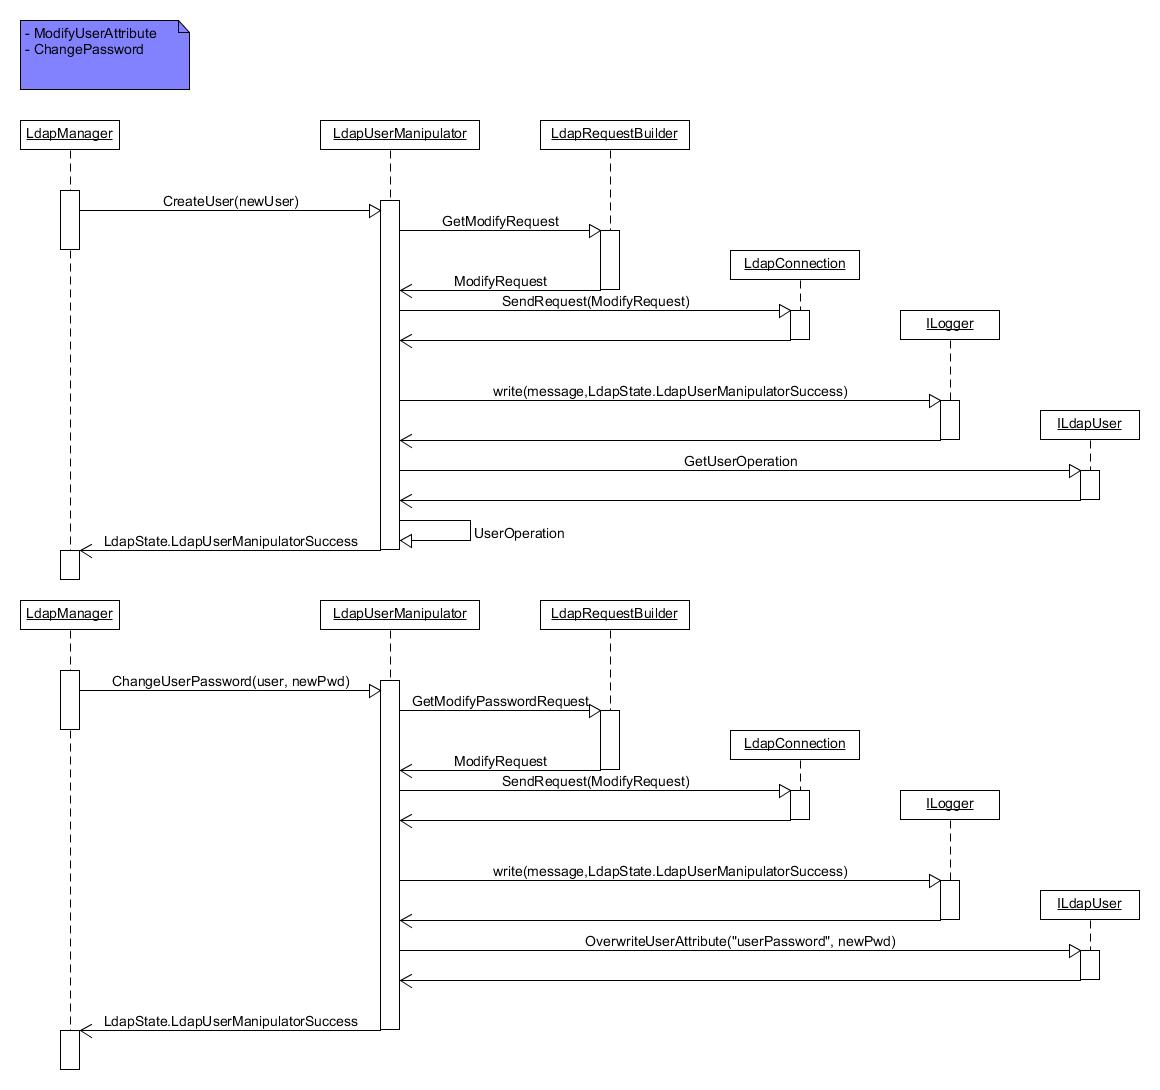 - ModifyUserAttribute
- ChangePassword
LdapManager
LdapUserManipulator
LdapRequestBuilder
CreateUser(newUser)
GetModifyRequest
LdapConnection
ModifyRequest
SendRequest(ModifyRequest)
ILogger
write(message,LdapState.LdapUserManipulatorSuccess)
ILdapUser
GetUserOperation
UserOperation
LdapState.LdapUserManipulatorSuccess
LdapManager
LdapUserManipulator
LdapRequestBuilder
ChangeUserPassword(user, newPwd)
GetModifyPasswordRequest
LdapConnection
ModifyRequest
SendRequest(ModifyRequest)
ILogger
write(message,LdapState.LdapUserManipulatorSuccess)
ILdapUser
OverwriteUserAttribute("userPassword", newPwd)
LdapState.LdapUserManipulatorSuccess